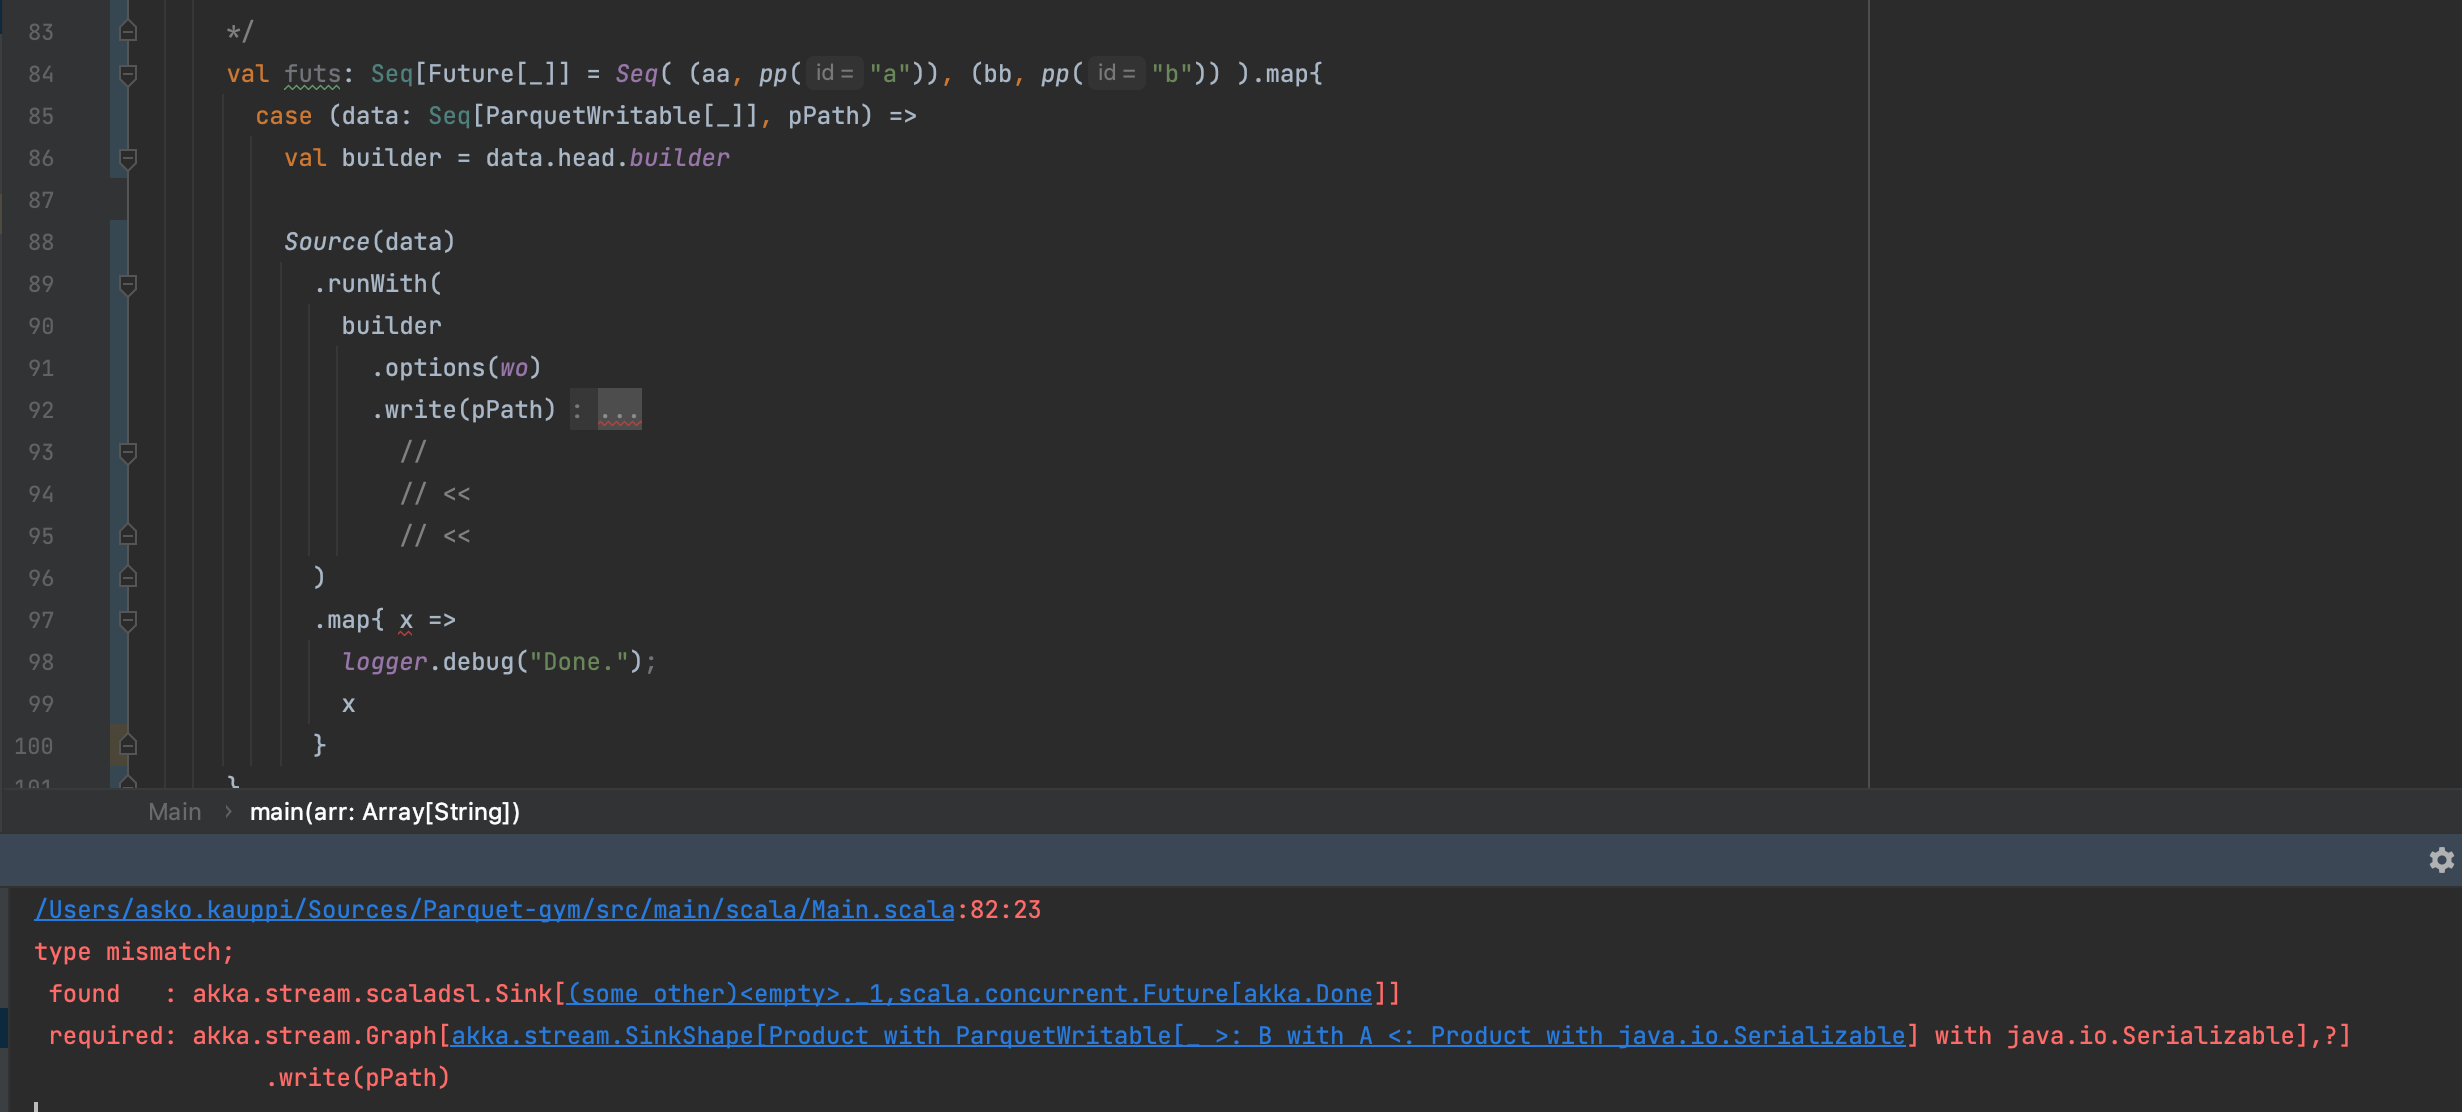 83 */
84 val futs: Seq[Future[_]] = Seq( (aa, pp( id = "a")), (bb, pp( id = "b")) ).map{
85 case (data: Seq[ParquetWritable[_]], pPath) =>
86 val builder = data.head.builder
87
88 Source(data)
89 .runWith(
90 builder
91 .options(wo)
92 .write(pPath) : ...
93 //
94 // <<
95 // <<
96 )
97 .map{ x =>
98 logger.debug("Done.");
99 x
100 }
101 }
Main › main(arr: Array[String])
/Users/asko.kauppi/Sources/Parquet-gym/src/main/scala/Main.scala:82:23
type mismatch;
found : akka.stream.scaladsl.Sink[(some other)<empty>._1,scala.concurrent.Future[akka.Done]]
required: akka.stream.Graph[akka.stream.SinkShape[Product with ParquetWritable[_ >: B with A <: Product with java.io.Serializable] with java.io.Serializable],?]
.write(pPath)